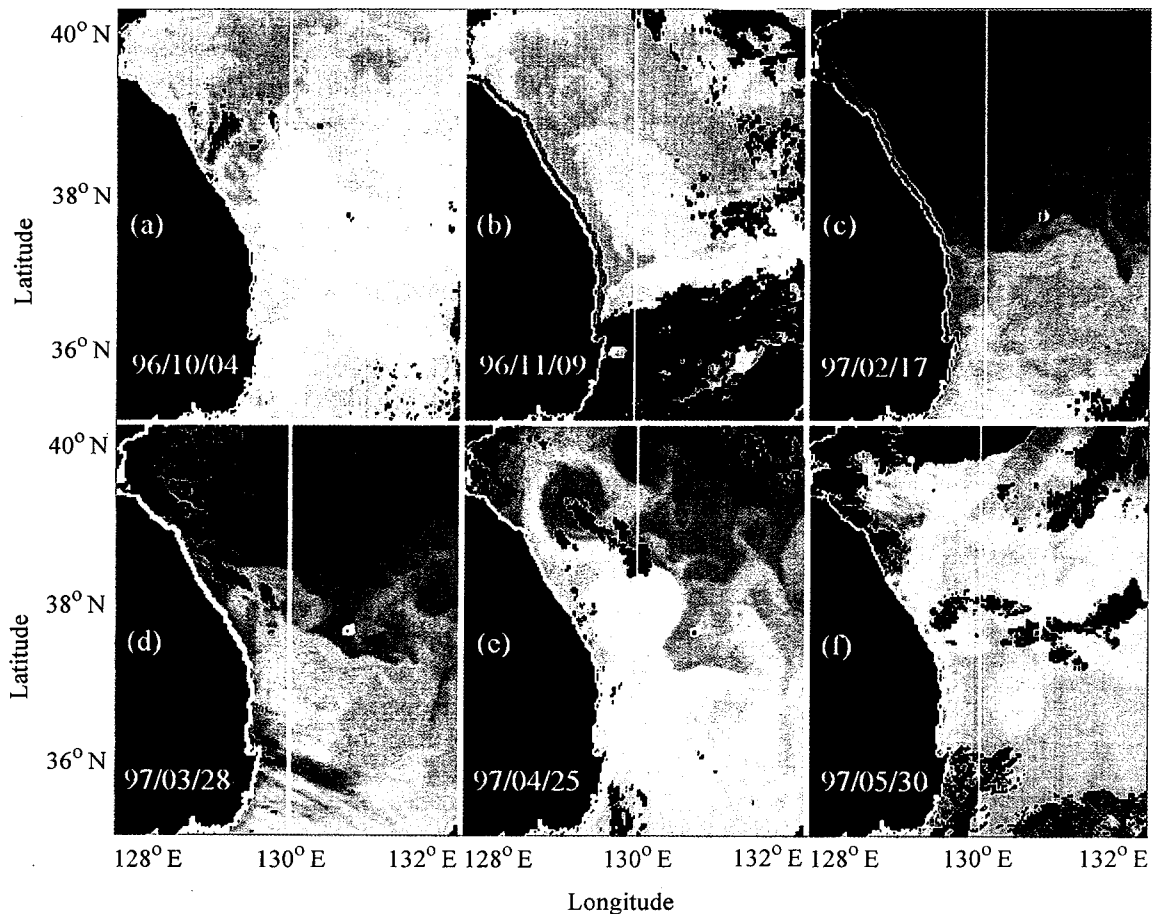 40° N
38° N
36° N
Latitude
(a)
96/10/04
(b)
96/11/09
(c)
97/02/17
40° N
38° N
36° N
Latitude
(d)
97/03/28
(e)
97/04/25
(f)
97/05/30
128° E
130° E
132° E
128° E
130° E
132° E
128° E
130° E
132° E
Longitude